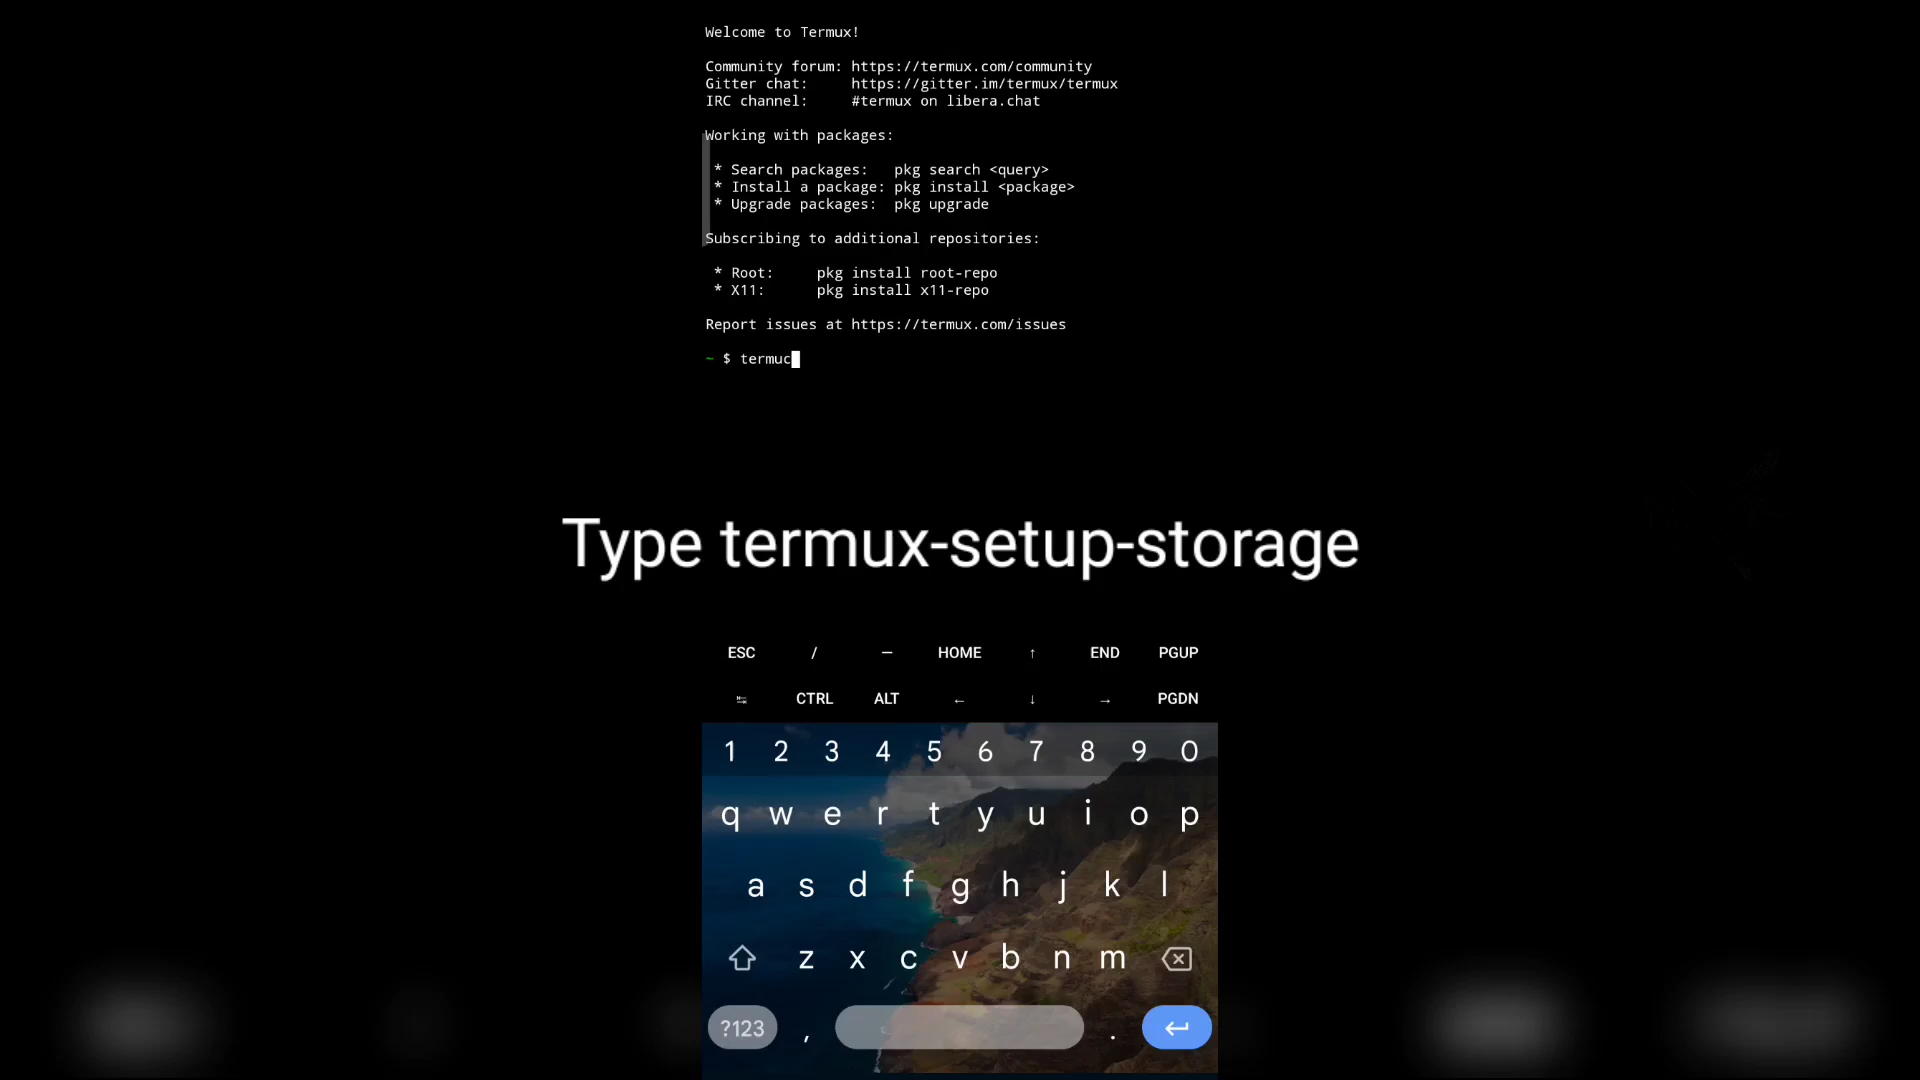 Welcome to Termux!
Community forum: https://termux.com/community
Gitter chat: https://gitter.im/termux/termux
IRC channel: #termux on libera.chat
Working with packages:
* Search packages: pkg search <query>
* Install a package: pkg install <package>
* Upgrade packages: pkg upgrade
Subscribing to additional repositories:
* Root: pkg install root-repo
* X11: pkg install x11-repo
Report issues at https://termux.com/issues
~ $ termuc
Type termux-setup-storage
ESC / — HOME ↑ END PGUP
↹ CTRL ALT ← ↓ → PGDN
1 2 3 4 5 6 7 8 9 0
q w e r t y u i o p
a s d f g h j k l
z x c v b n m
?123 , .